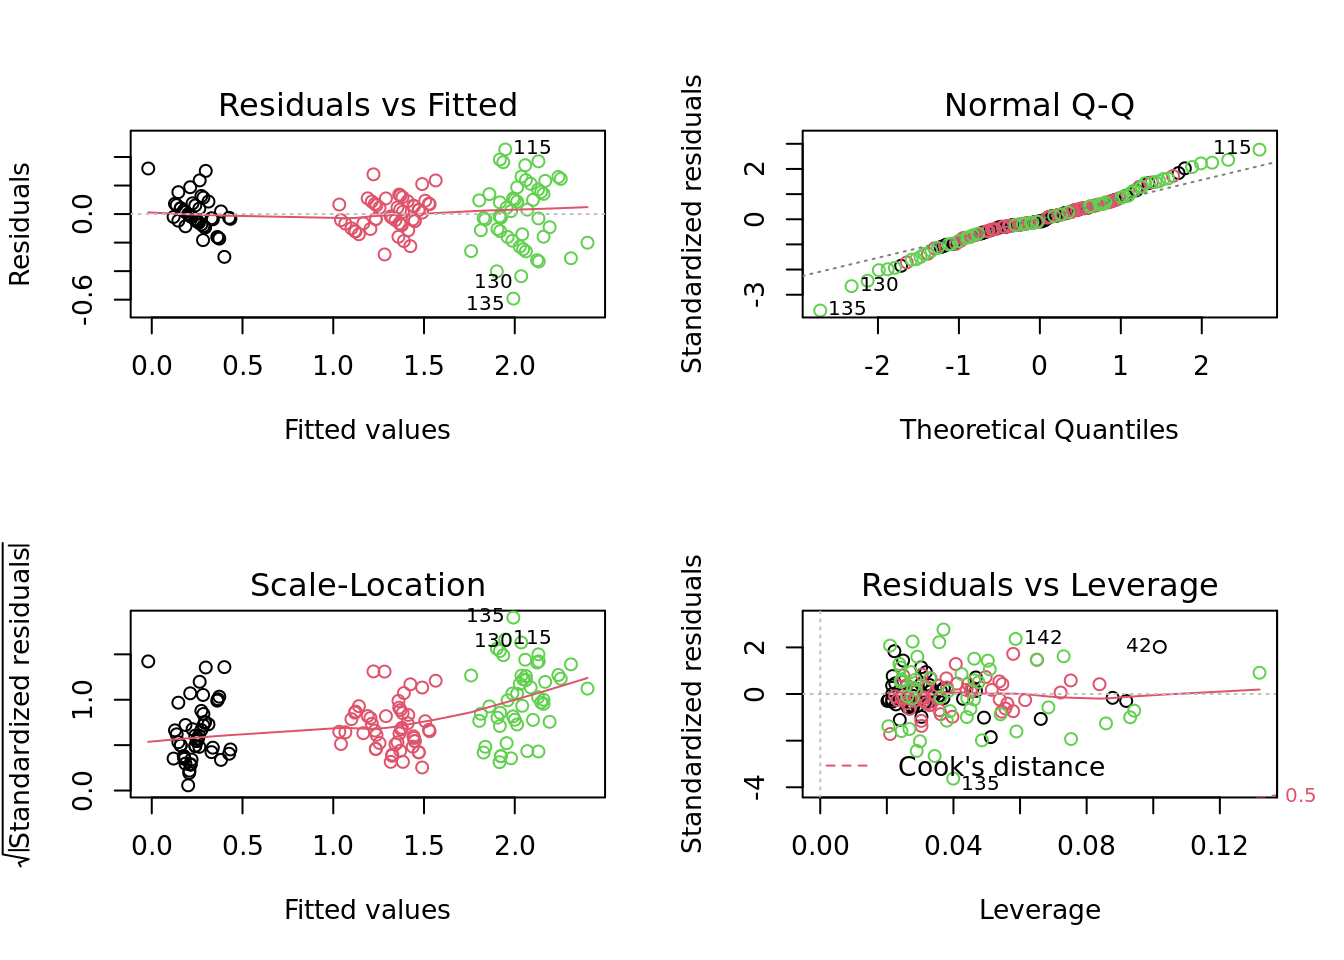 Residuals vs Fitted
Residuals
0.0
-0.6
115
130
135
0.0 0.5 1.0 1.5 2.0
Fitted values
Normal Q-Q
Standardized residuals
2
0
-3
115
130
135
-2 -1 0 1 2
Theoretical Quantiles
Scale-Location
√|Standardized residuals|
1.0
0.0
135
130 115
0.0 0.5 1.0 1.5 2.0
Fitted values
Residuals vs Leverage
Standardized residuals
2
0
-4
142
42
Cook's distance
135
0.5
0.00 0.04 0.08 0.12
Leverage